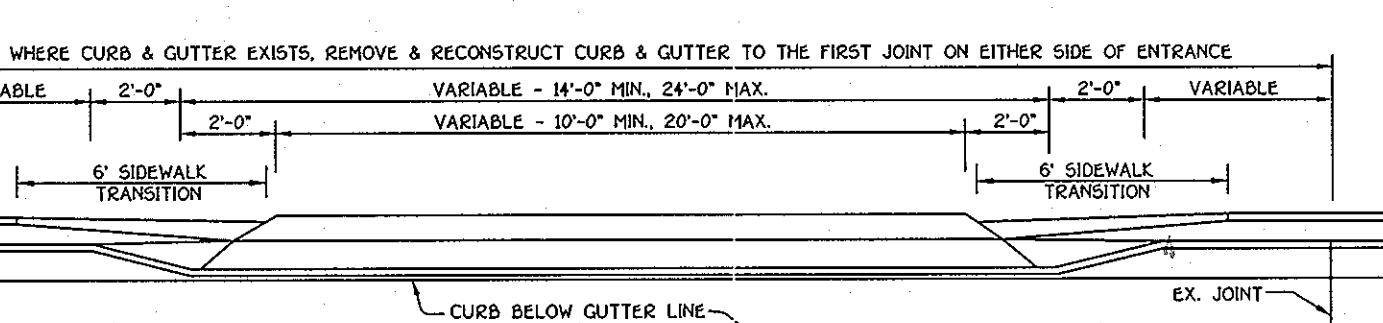 WHERE CURB & GUTTER EXISTS, REMOVE & RECONSTRUCT CURB & GUTTER TO THE FIRST JOINT ON EITHER SIDE OF ENTRANCE
ABLE 2'-0" VARIABLE - 14'-0" MIN., 24'-0" MAX. 2'-0" VARIABLE
2'-0" VARIABLE - 10'-0" MIN., 20'-0" MAX. 2'-0"
6' SIDEWALK
TRANSITION
6' SIDEWALK
TRANSITION
EX. JOINT
CURB BELOW GUTTER LINE